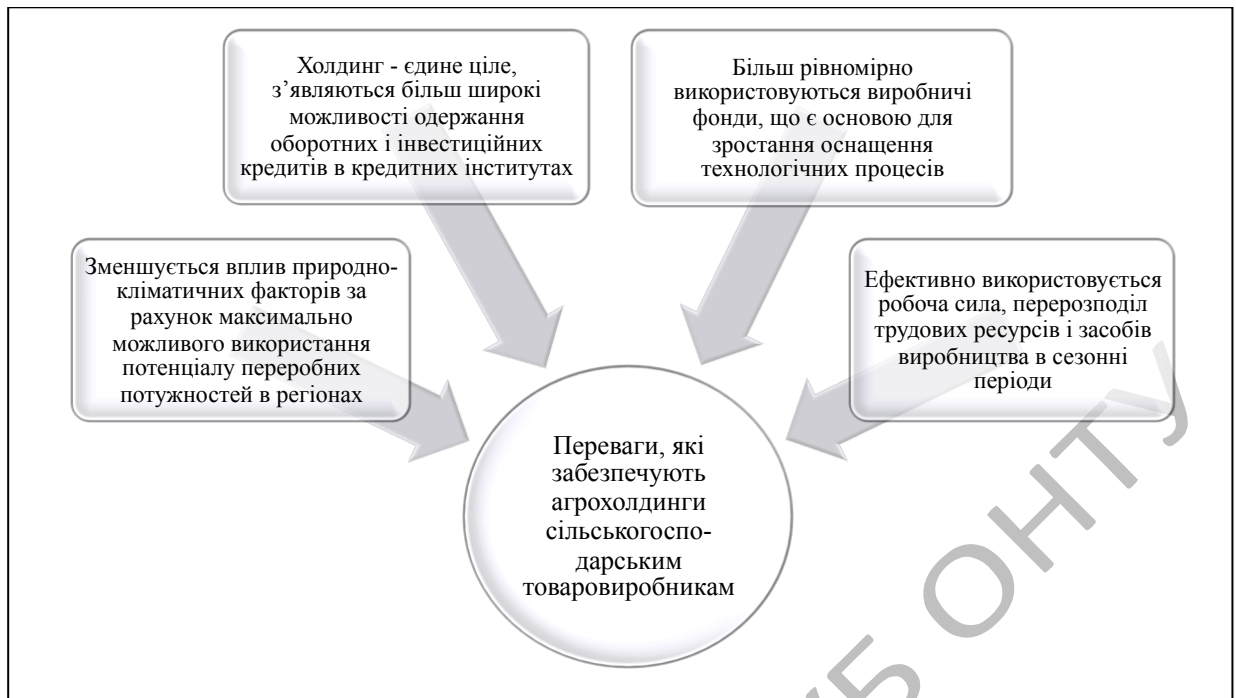 Холдинг - єдине ціле,
з’являються більш широкі
можливості одержання
оборотних і інвестиційних
кредитів в кредитних інститутах
Більш рівномірно
використовуються виробничі
фонди, що є основою для
зростання оснащення
технологічних процесів
Зменшується вплив природно-
кліматичних факторів за
рахунок максимально
можливого використання
потенціалу переробних
потужностей в регіонах
Ефективно використовується
робоча сила, перерозподіл
трудових ресурсів і засобів
виробництва в сезонні
періоди
Переваги, які
забезпечують
агрохолдинги
сільськогоспо-
дарським
товаровиробникам
ОНТУ